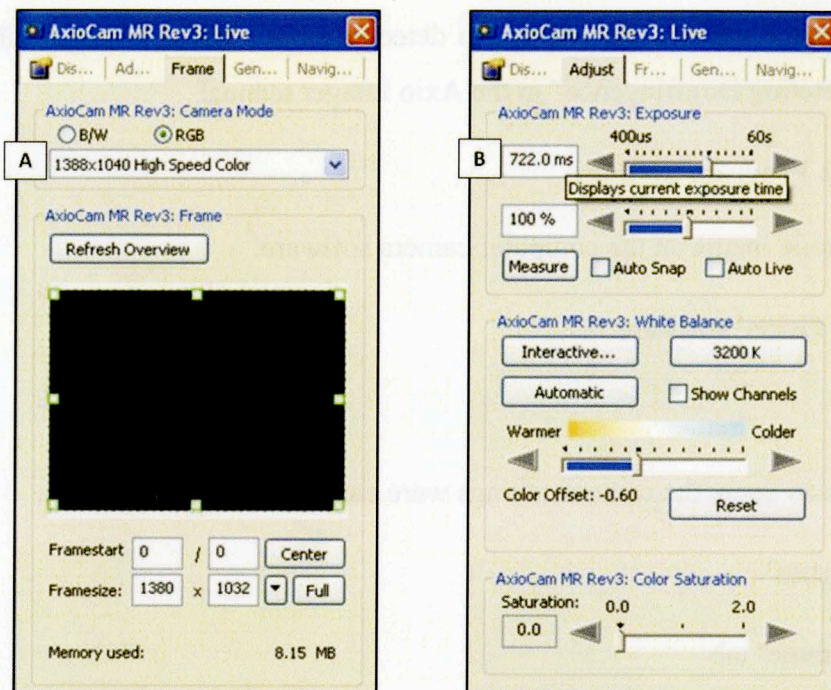 AxioCam MR Rev3: Live
Dis... Ad... Frame Gen... Navig...
AxioCam MR Rev3: Camera Mode
B/W RGB
A
1388x1040 High Speed Color
AxioCam MR Rev3: Frame
Refresh Overview
Framestart 0 / 0 Center
Framesize: 1380 x 1032 Full
Memory used: 8.15 MB
AxioCam MR Rev3: Live
Dis... Adjust Fr... Gen... Navig...
AxioCam MR Rev3: Exposure
400us 60s
B
722.0 ms
Displays current exposure time
100 %
Measure Auto Snap Auto Live
AxioCam MR Rev3: White Balance
Interactive... 3200 K
Automatic Show Channels
Warmer Colder
Color Offset: -0.60
Reset
AxioCam MR Rev3: Color Saturation
Saturation: 0.0 2.0
0.0